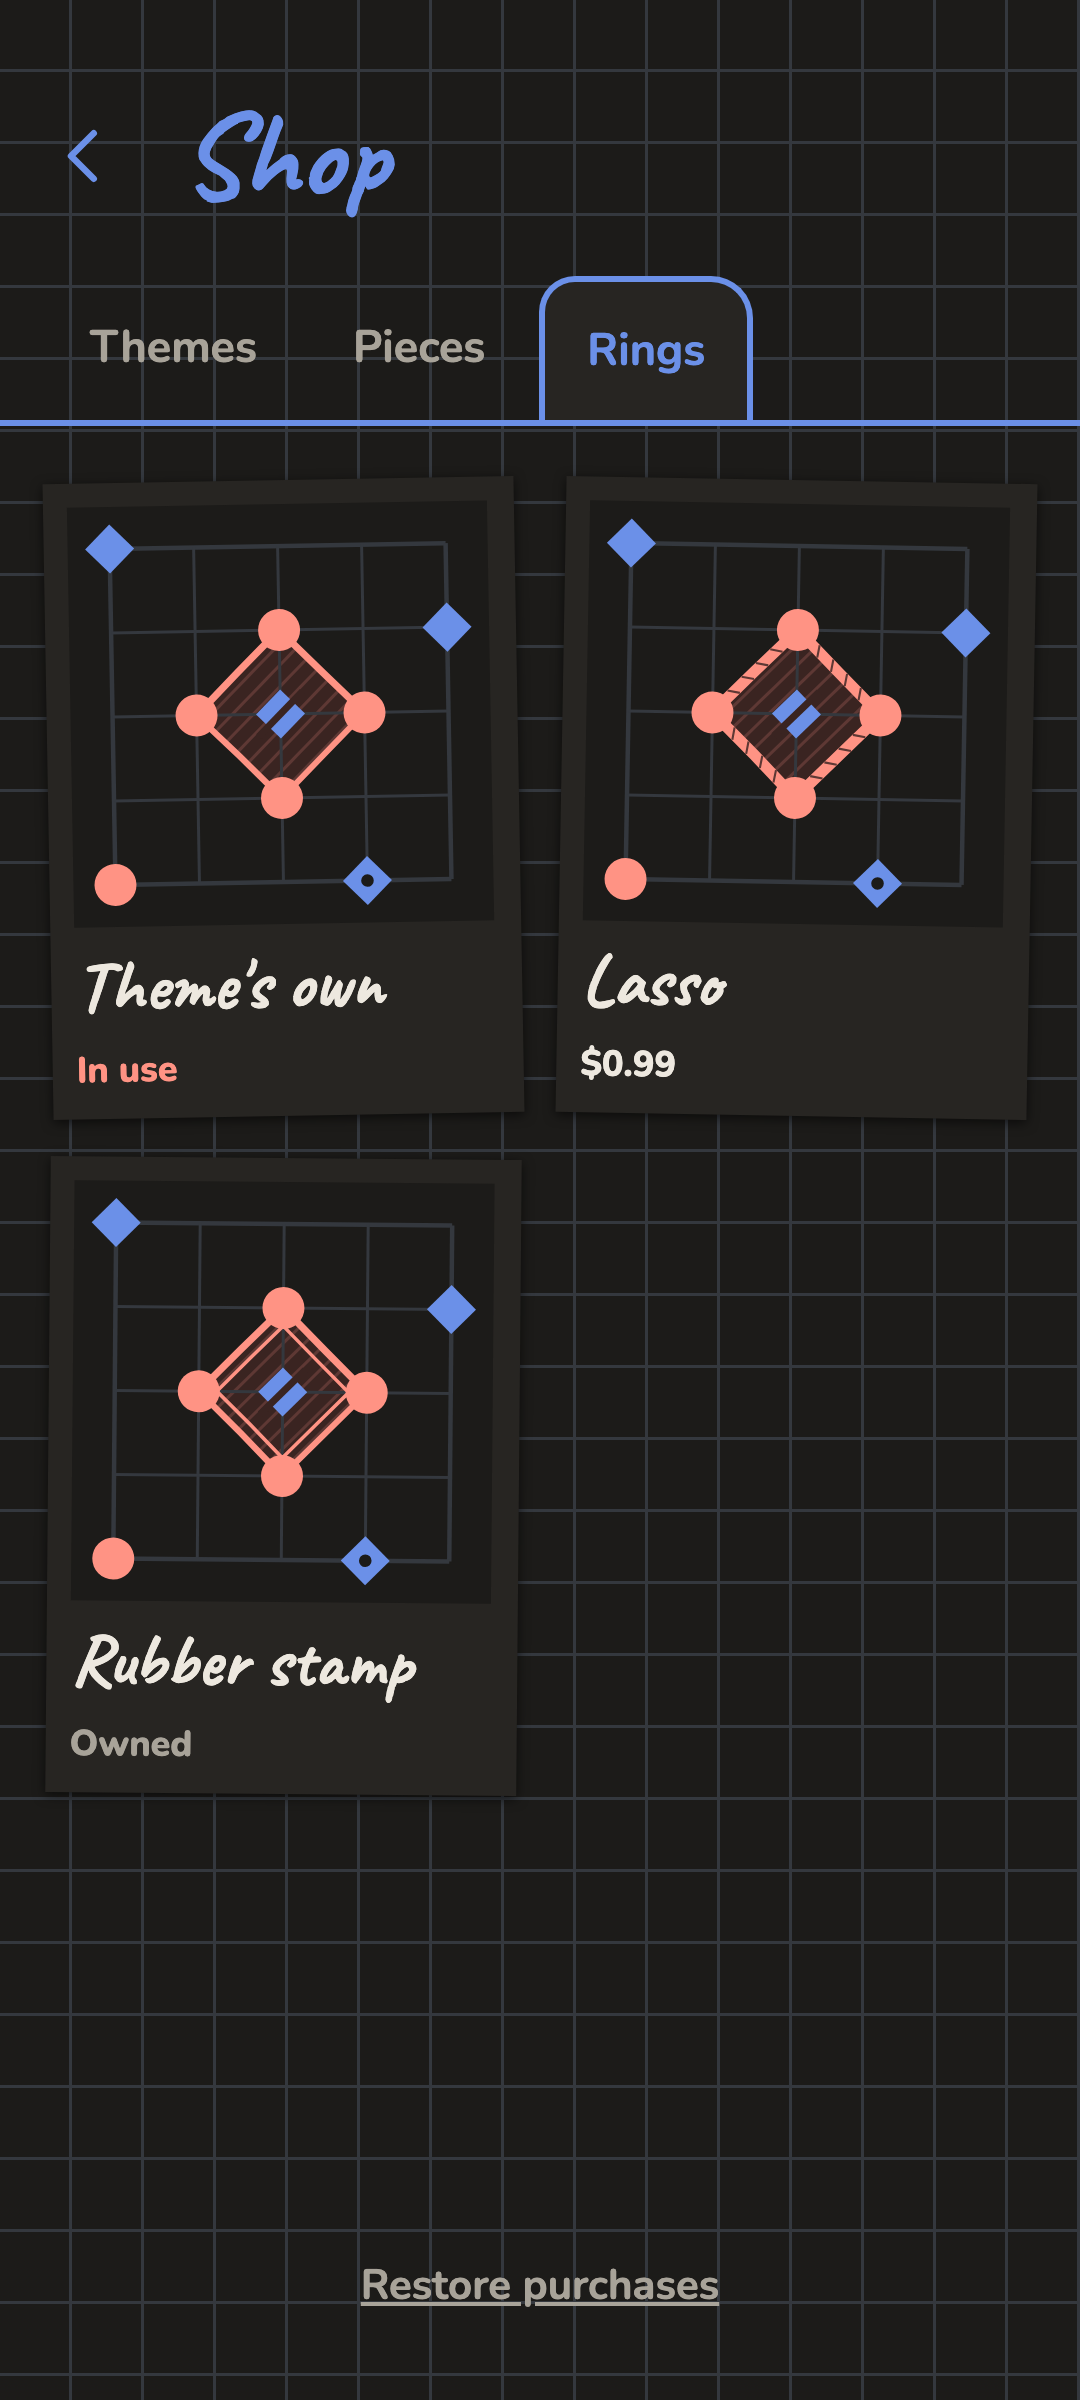 Shop
Themes
Pieces
Rings
Theme's own
In use
Lasso
$0.99
Rubber stamp
Owned
Restore purchases